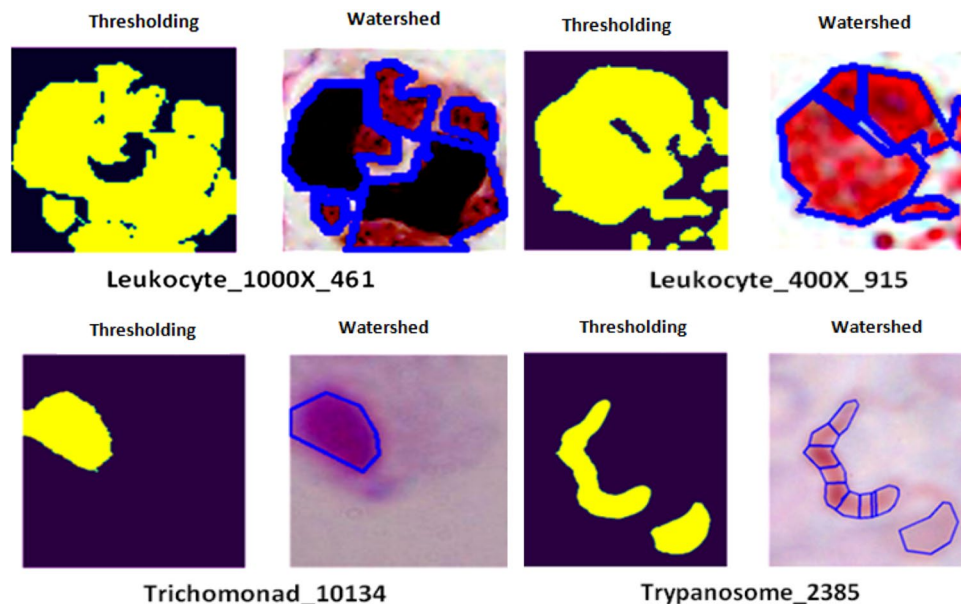 Thresholding Watershed Thresholding Watershed
Leukocyte_1000X_461 Leukocyte_400X_915
Thresholding Watershed Thresholding Watershed
Trichomonad_10134 Trypanosome_2385